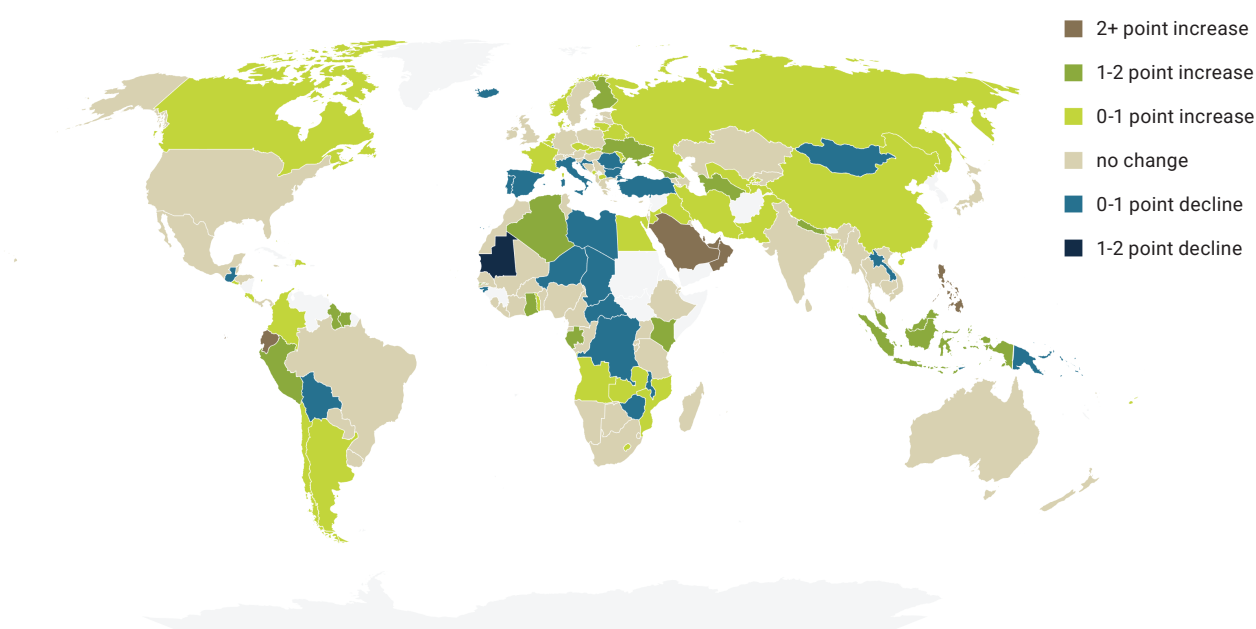 2+ point increase
1-2 point increase
0-1 point increase
no change
0-1 point decline
1-2 point decline